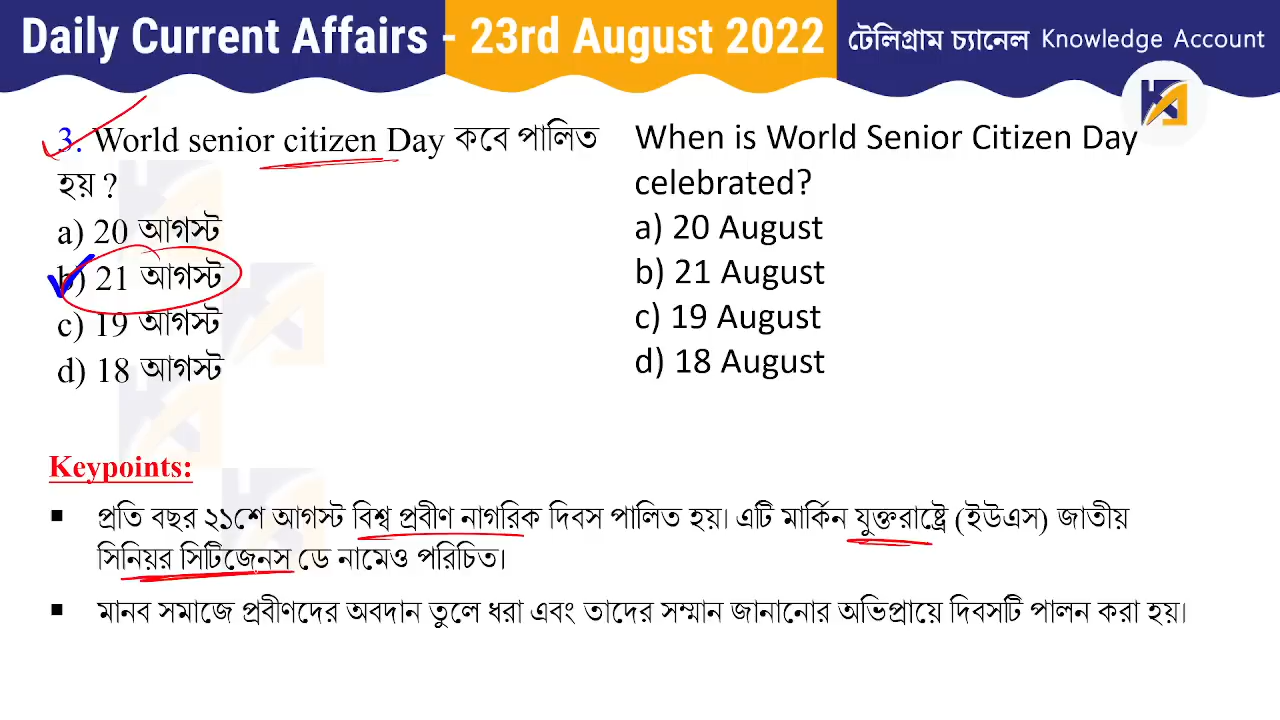 Daily Current Affairs - 23rd August 2022
টেলিগ্রাম চ্যানেল Knowledge Account
3. World senior citizen Day কবে পালিত
হয় ?
a) 20 আগস্ট
b) 21 আগস্ট
c) 19 আগস্ট
d) 18 আগস্ট
When is World Senior Citizen Day
celebrated?
a) 20 August
b) 21 August
c) 19 August
d) 18 August
Keypoints:
▪ প্রতি বছর ২১শে আগস্ট বিশ্ব প্রবীণ নাগরিক দিবস পালিত হয়। এটি মার্কিন যুক্তরাষ্ট্রে (ইউএস) জাতীয়
সিনিয়র সিটিজেনস ডে নামেও পরিচিত।
▪ মানব সমাজে প্রবীণদের অবদান তুলে ধরা এবং তাদের সম্মান জানানোর অভিপ্রায়ে দিবসটি পালন করা হয়।